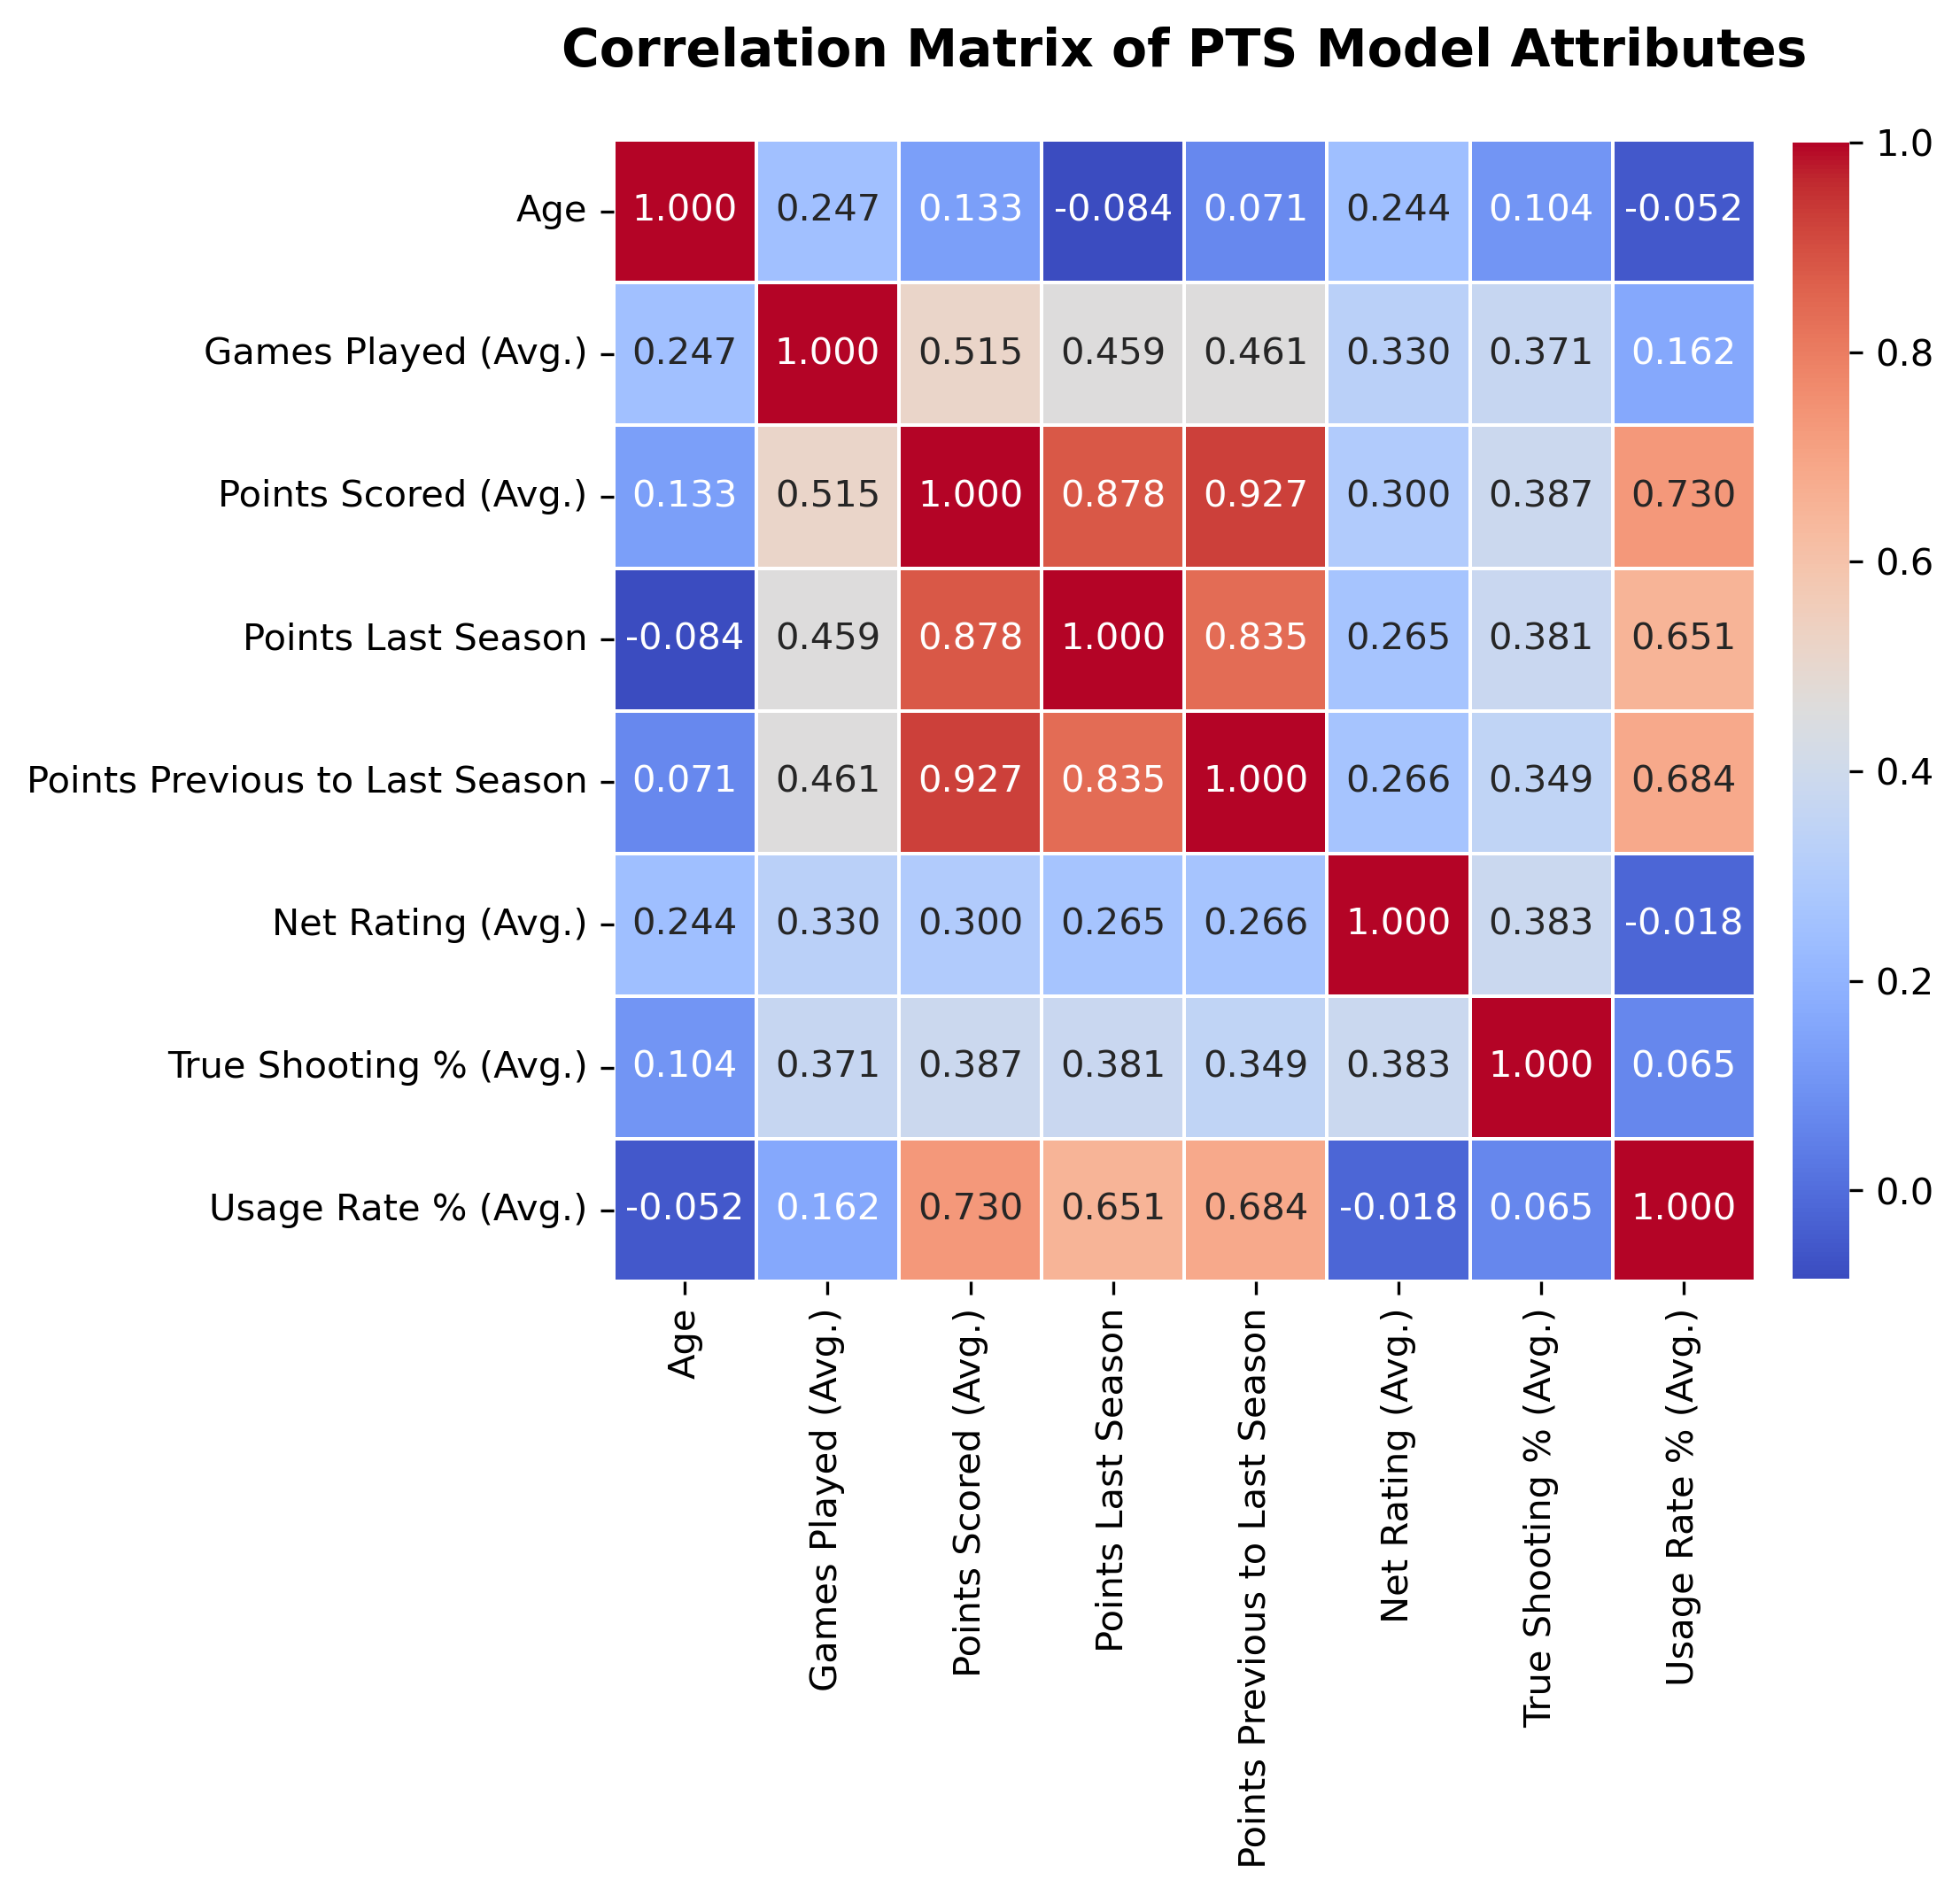 Correlation Matrix of PTS Model Attributes
1.0
Age 1.000 0.247 0.133 -0.084 0.071 0.244 0.104 -0.052
Games Played (Avg.) 0.247 1.000 0.515 0.459 0.461 0.330 0.371 0.162
0.8
Points Scored (Avg.) 0.133 0.515 1.000 0.878 0.927 0.300 0.387 0.730
0.6
Points Last Season -0.084 0.459 0.878 1.000 0.835 0.265 0.381 0.651
Points Previous to Last Season 0.071 0.461 0.927 0.835 1.000 0.266 0.349 0.684
0.4
Net Rating (Avg.) 0.244 0.330 0.300 0.265 0.266 1.000 0.383 -0.018
0.2
True Shooting % (Avg.) 0.104 0.371 0.387 0.381 0.349 0.383 1.000 0.065
Usage Rate % (Avg.) -0.052 0.162 0.730 0.651 0.684 -0.018 0.065 1.000
0.0
Age
Games Played (Avg.)
Points Scored (Avg.)
Points Last Season
Points Previous to Last Season
Net Rating (Avg.)
True Shooting % (Avg.)
Usage Rate % (Avg.)